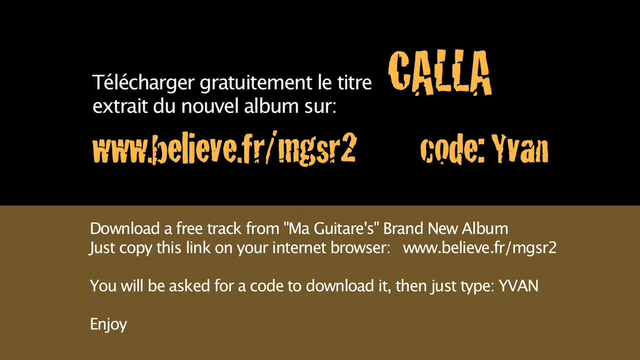 Télécharger gratuitement le titre CALLA
extrait du nouvel album sur:
www.believe.fr/mgsr2 code: Yvan
Download a free track from "Ma Guitare's" Brand New Album
Just copy this link on your internet browser: www.believe.fr/mgsr2
You will be asked for a code to download it, then just type: YVAN
Enjoy